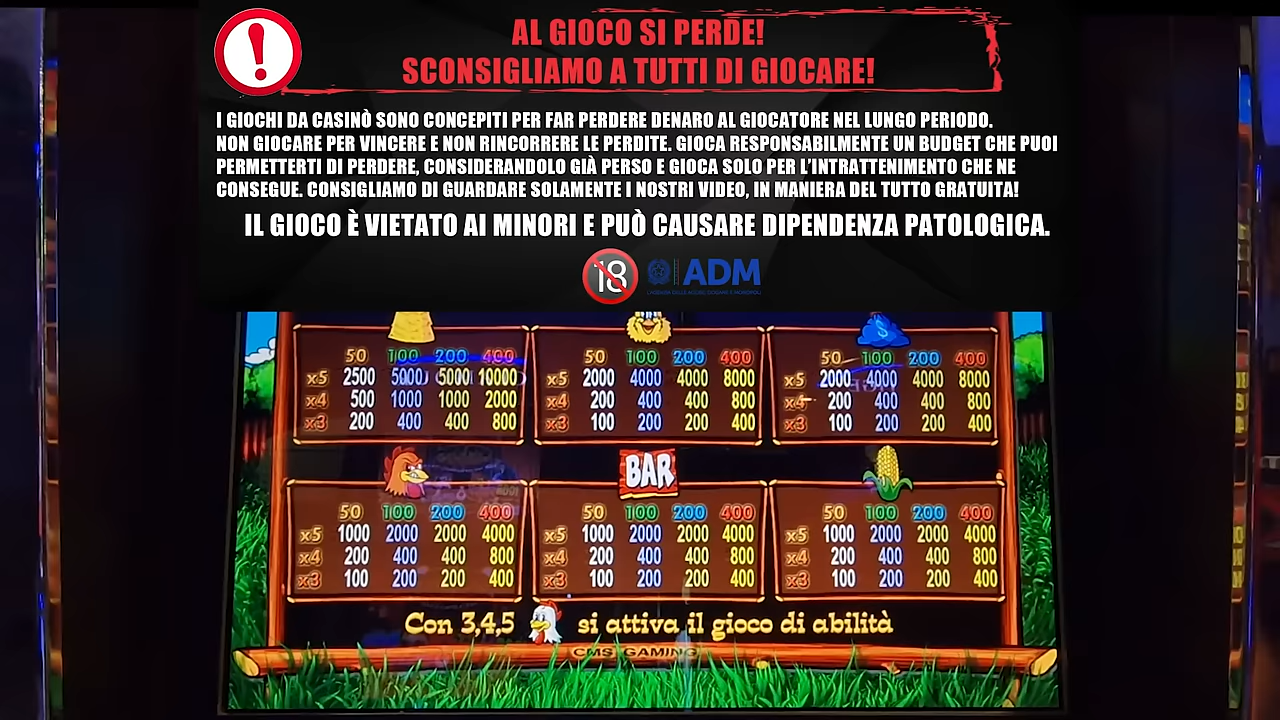 AL GIOCO SI PERDE!
SCONSIGLIAMO A TUTTI DI GIOCARE!
I GIOCHI DA CASINÒ SONO CONCEPITI PER FAR PERDERE DENARO AL GIOCATORE NEL LUNGO PERIODO.
NON GIOCARE PER VINCERE E NON RINCORRERE LE PERDITE. GIOCA RESPONSABILMENTE UN BUDGET CHE PUOI
PERMETTERTI DI PERDERE, CONSIDERANDOLO GIÀ PERSO E GIOCA SOLO PER L'INTRATTENIMENTO CHE NE
CONSEGUE. CONSIGLIAMO DI GUARDARE SOLAMENTE I NOSTRI VIDEO, IN MANIERA DEL TUTTO GRATUITA!
IL GIOCO È VIETATO AI MINORI E PUÒ CAUSARE DIPENDENZA PATOLOGICA.
18 ADM
50 100 200 400
x5 2500 5000 5000 10000
x4 500 1000 1000 2000
x3 200 400 400 800
50 100 200 400
x5 2000 4000 4000 8000
x4 200 400 400 800
x3 100 200 200 400
50 100 200 400
x5 2000 4000 4000 8000
x4 200 400 400 800
x3 100 200 200 400
50 100 200 400
x5 1000 2000 2000 4000
x4 200 400 400 800
x3 100 200 200 400
BAR
50 100 200 400
x5 1000 2000 2000 4000
x4 200 400 400 800
x3 100 200 200 400
50 100 200 400
x5 1000 2000 2000 4000
x4 200 400 400 800
x3 100 200 200 400
Con 3,4,5 si attiva il gioco di abilità
CMS GAMING